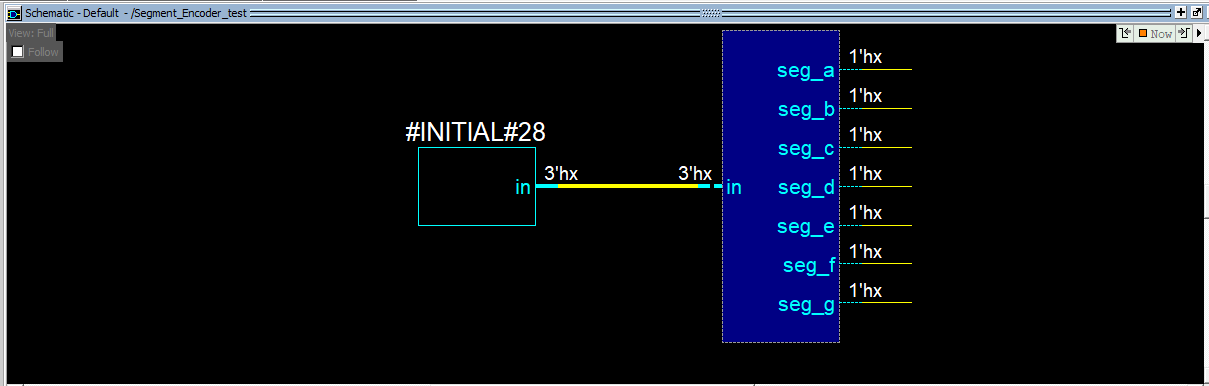 Schematic - Default - /Segment_Encoder_test
View: Full
Follow
Now
#INITIAL#28
in
3'hx
3'hx
in
seg_a
1'hx
seg_b
1'hx
seg_c
1'hx
seg_d
1'hx
seg_e
1'hx
seg_f
1'hx
seg_g
1'hx